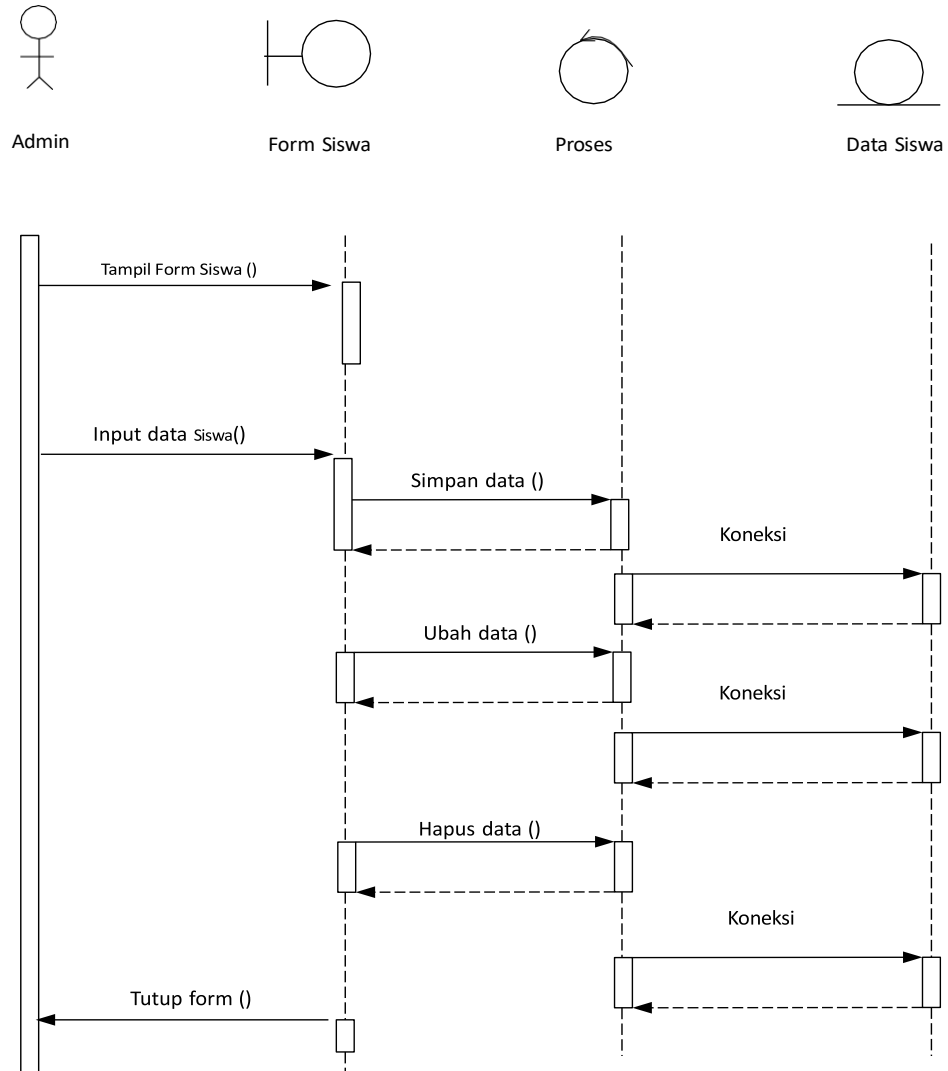 Admin
Form Siswa
Proses
Data Siswa
Tampil Form Siswa ()
Input data Siswa()
Simpan data ()
Koneksi
Ubah data ()
Koneksi
Hapus data ()
Koneksi
Tutup form ()